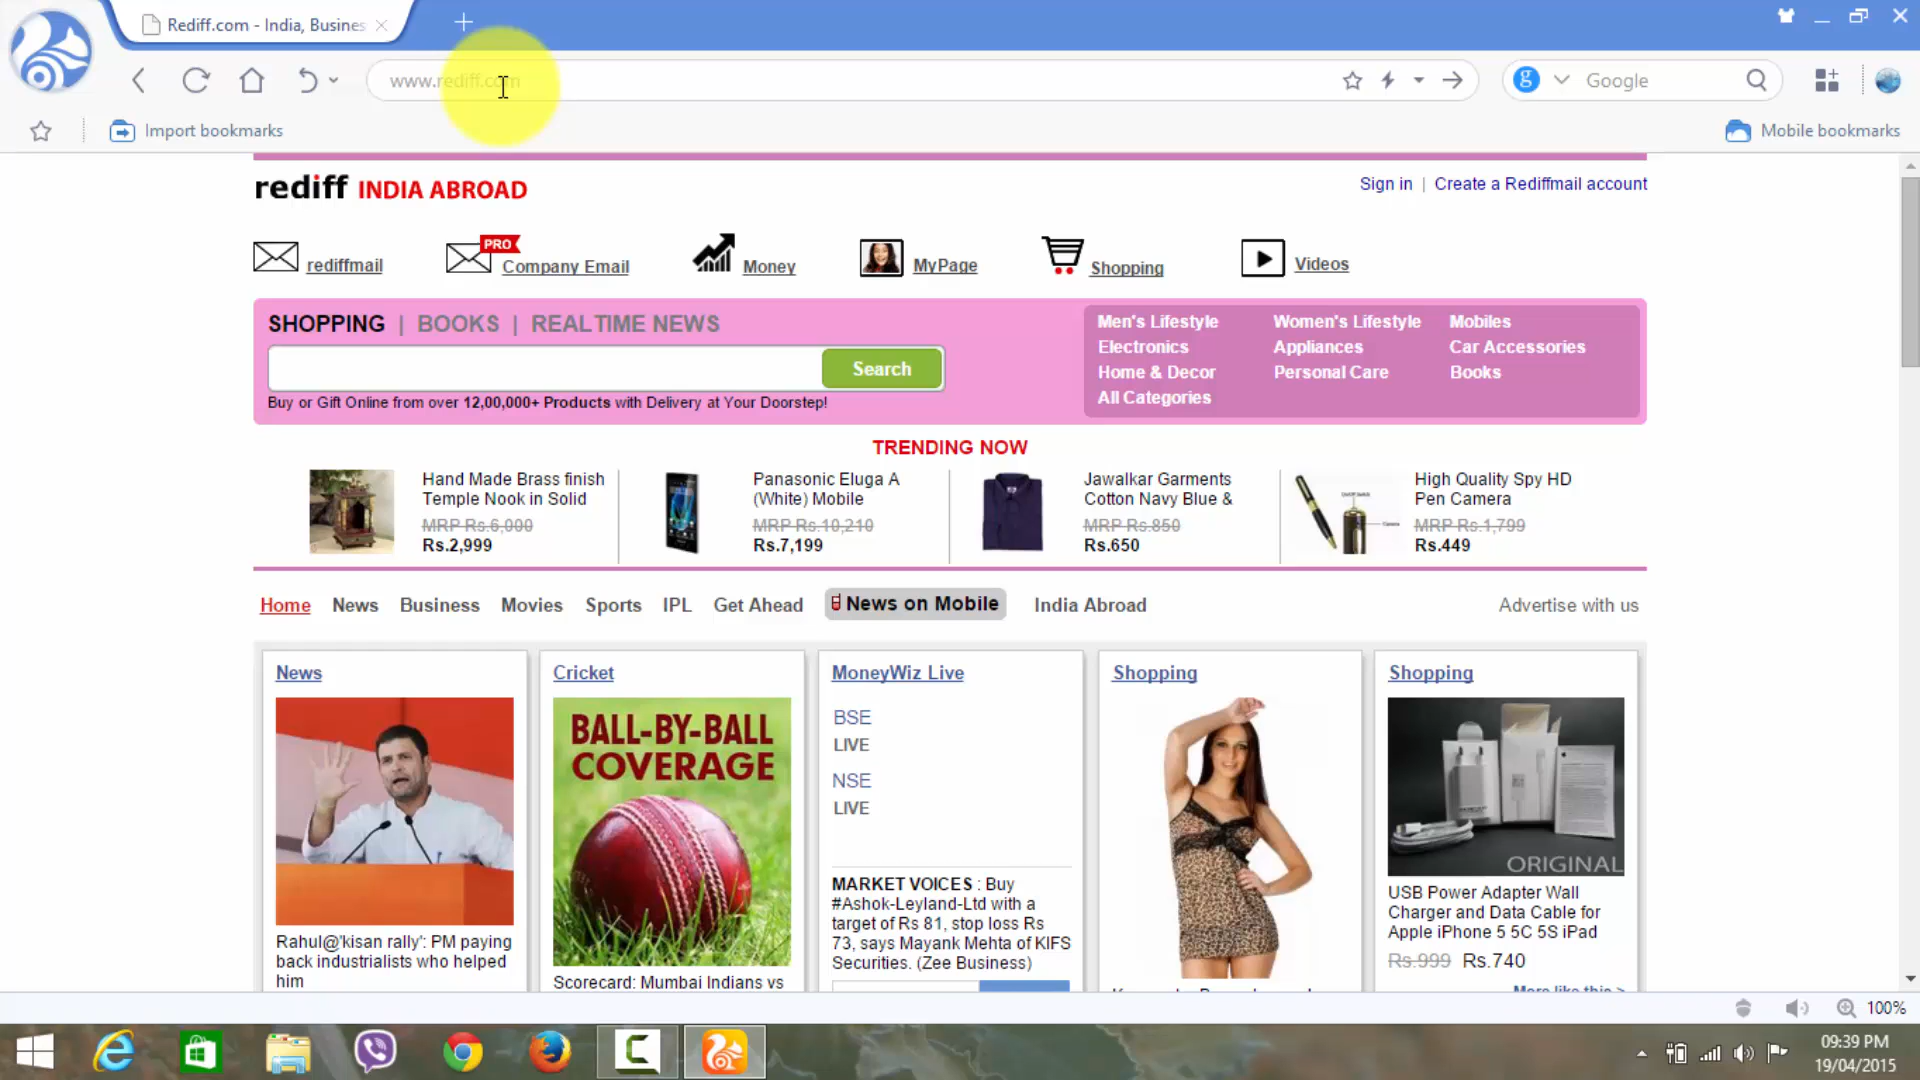 Rediff.com - India, Busines
www.rediff.com
Google
Import bookmarks
Mobile bookmarks
rediff INDIA ABROAD
Sign in | Create a Rediffmail account
rediffmail
PRO
Company Email
Money
MyPage
Shopping
Videos
SHOPPING | BOOKS | REALTIME NEWS
Search
Buy or Gift Online from over 12,00,000+ Products with Delivery at Your Doorstep!
Men's Lifestyle Women's Lifestyle Mobiles
Electronics Appliances Car Accessories
Home & Decor Personal Care Books
All Categories
TRENDING NOW
Hand Made Brass finish
Temple Nook in Solid
MRP Rs.6,000
Rs.2,999
Panasonic Eluga A
(White) Mobile
MRP Rs.10,210
Rs.7,199
Jawalkar Garments
Cotton Navy Blue &
MRP Rs.850
Rs.650
High Quality Spy HD
Pen Camera
MRP Rs.1,799
Rs.449
Home News Business Movies Sports IPL Get Ahead News on Mobile India Abroad Advertise with us
News
Rahul@'kisan rally': PM paying
back industrialists who helped
him
Cricket
BALL-BY-BALL
COVERAGE
Scorecard: Mumbai Indians vs
MoneyWiz Live
BSE
LIVE
NSE
LIVE
MARKET VOICES : Buy
#Ashok-Leyland-Ltd with a
target of Rs 81, stop loss Rs
73, says Mayank Mehta of KIFS
Securities. (Zee Business)
Shopping
Shopping
ORIGINAL
USB Power Adapter Wall
Charger and Data Cable for
Apple iPhone 5 5C 5S iPad
Rs.999 Rs.740
More like this >
100%
09:39 PM
19/04/2015